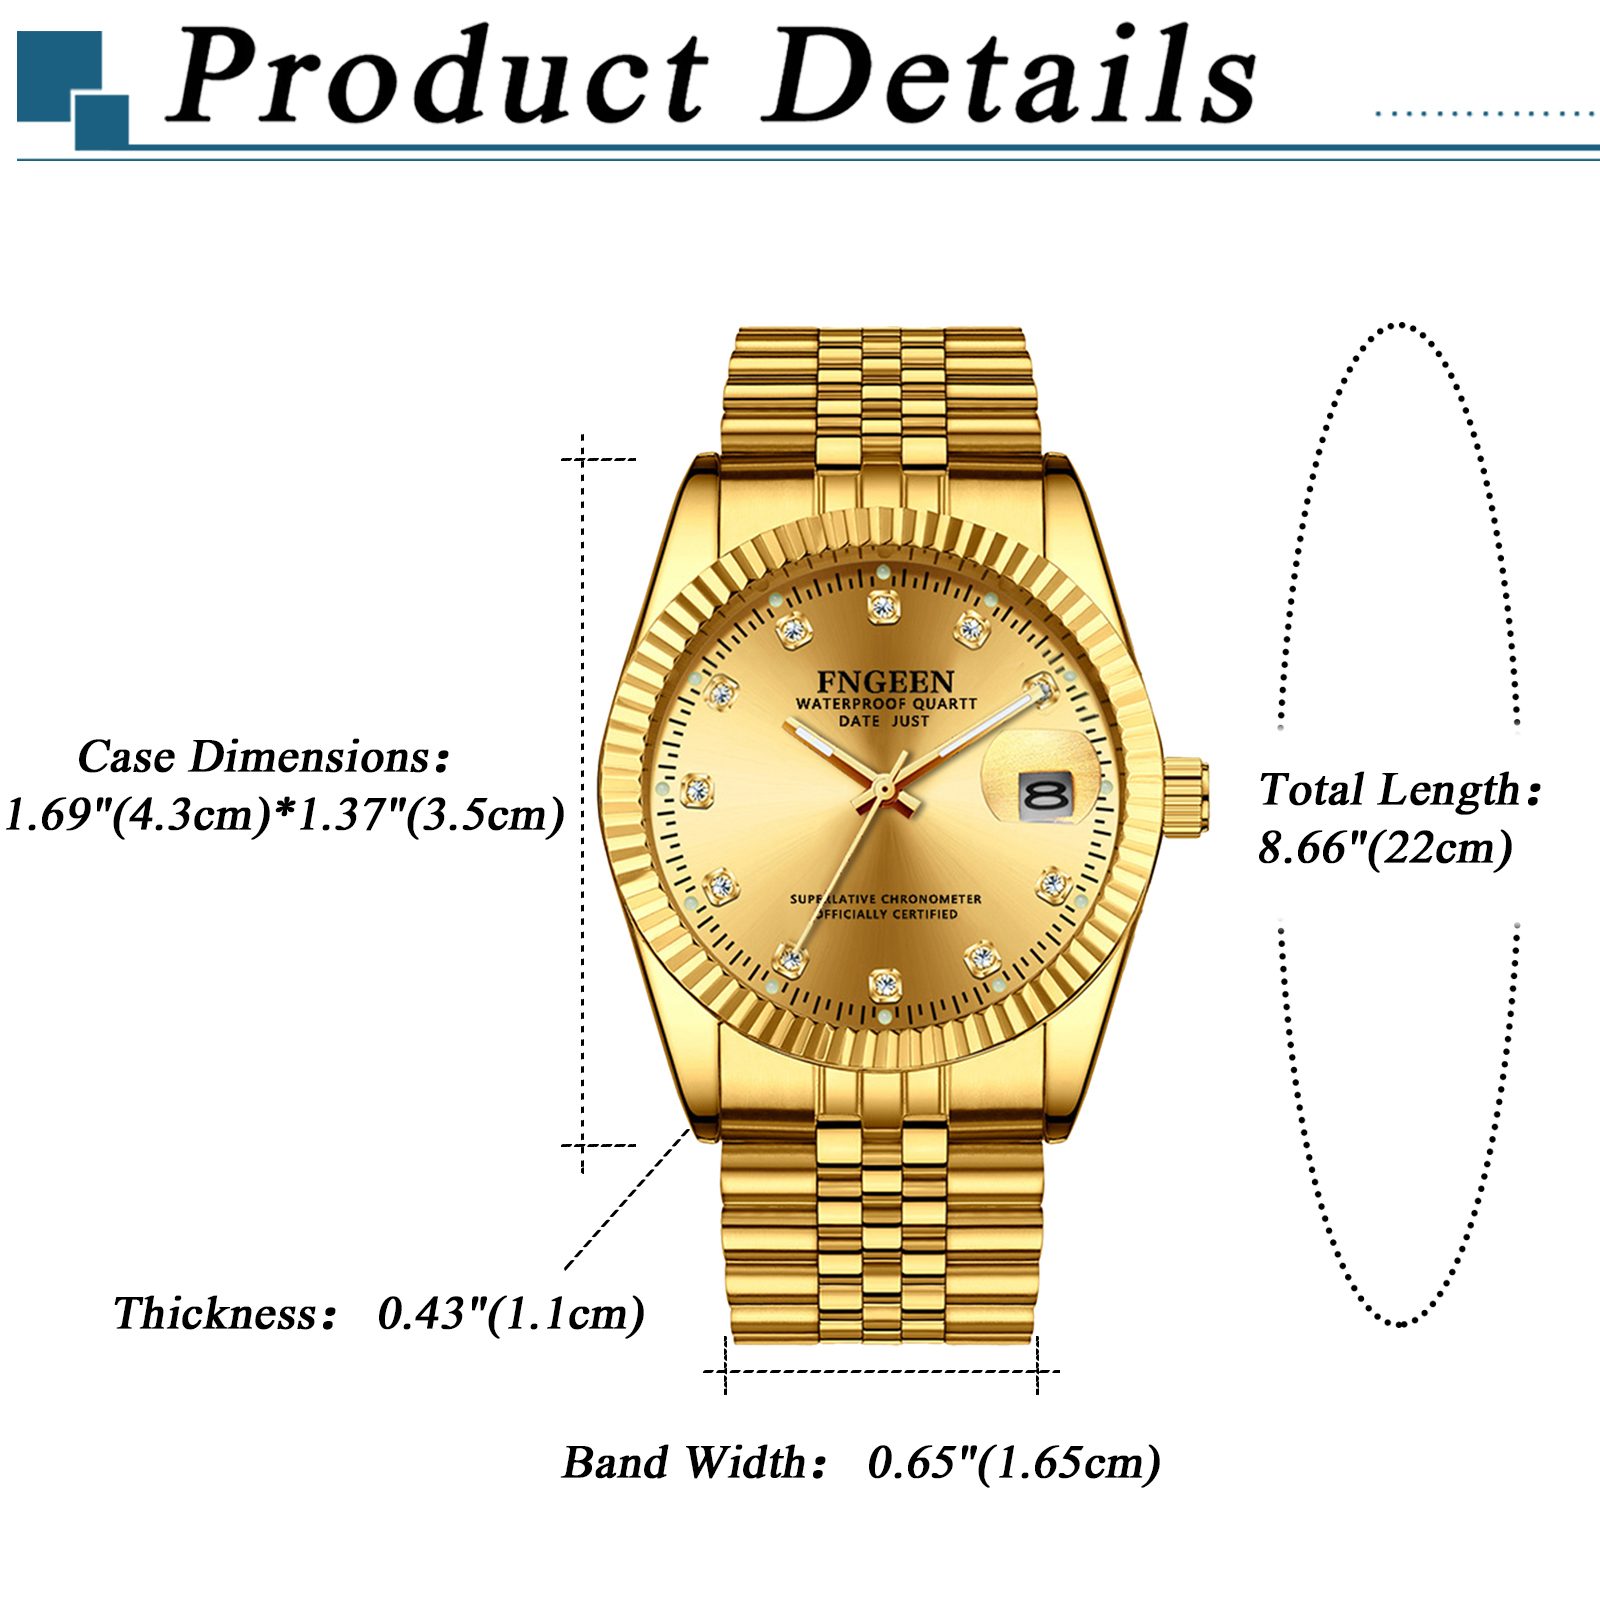 Product Details
FNGEEN
WATERPROOF QUARTT
DATE JUST
8
SUPERLATIVE CHRONOMETER
OFFICIALLY CERTIFIED
Case Dimensions：
1.69"(4.3cm)*1.37"(3.5cm)
Total Length：
8.66"(22cm)
Thickness： 0.43"(1.1cm)
Band Width： 0.65"(1.65cm)